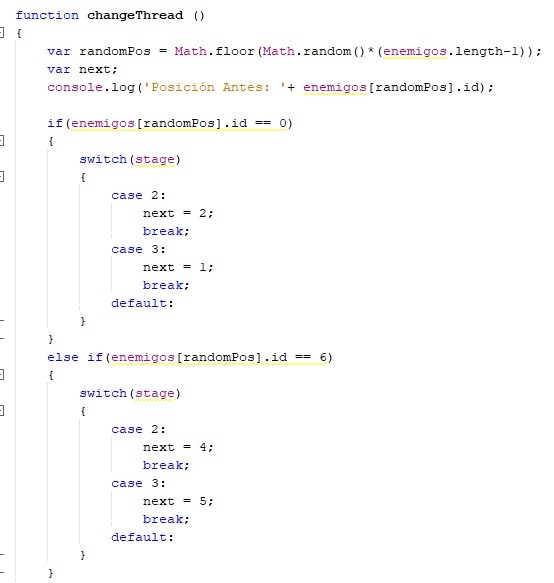 function changeThread ()
{
    var randomPos = Math.floor(Math.random()*(enemigos.length-1));
    var next;
    console.log('Posición Antes: '+ enemigos[randomPos].id);
    if(enemigos[randomPos].id == 0)
    {
        switch(stage)
        {
            case 2:
                next = 2;
                break;
            case 3:
                next = 1;
                break;
            default:
        }
    }
    else if(enemigos[randomPos].id == 6)
    {
        switch(stage)
        {
            case 2:
                next = 4;
                break;
            case 3:
                next = 5;
                break;
            default:
        }
    }